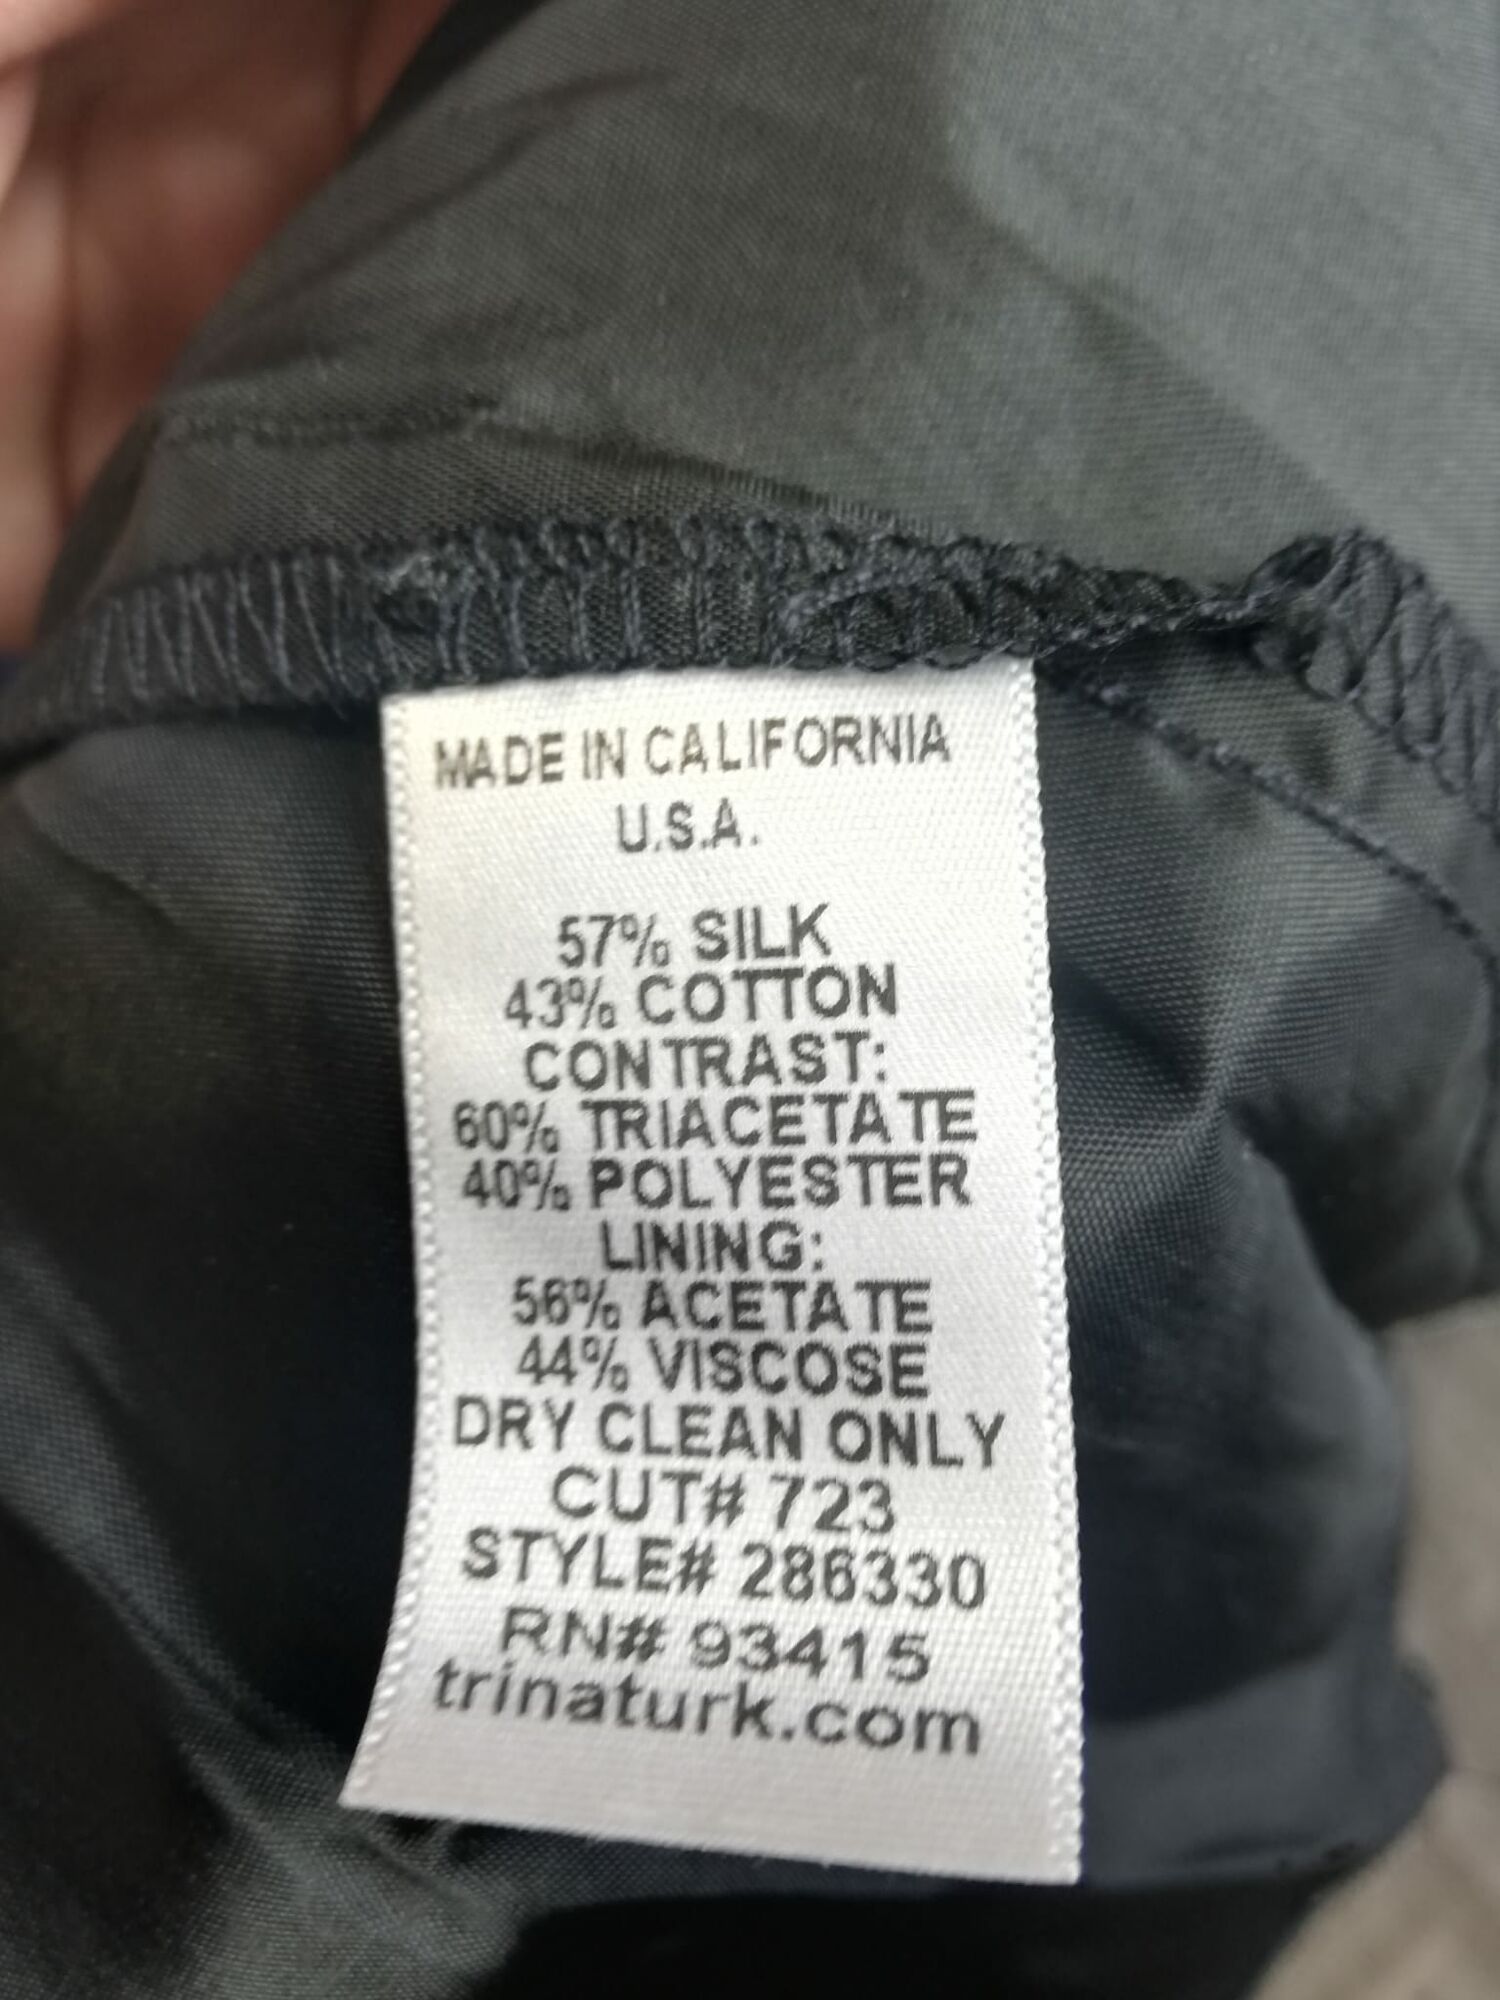 MADE IN CALIFORNIA
U.S.A.
57% SILK
43% COTTON
CONTRAST:
60% TRIACETATE
40% POLYESTER
LINING:
56% ACETATE
44% VISCOSE
DRY CLEAN ONLY
CUT# 723
STYLE# 286330
RN# 93415
trinaturk.com